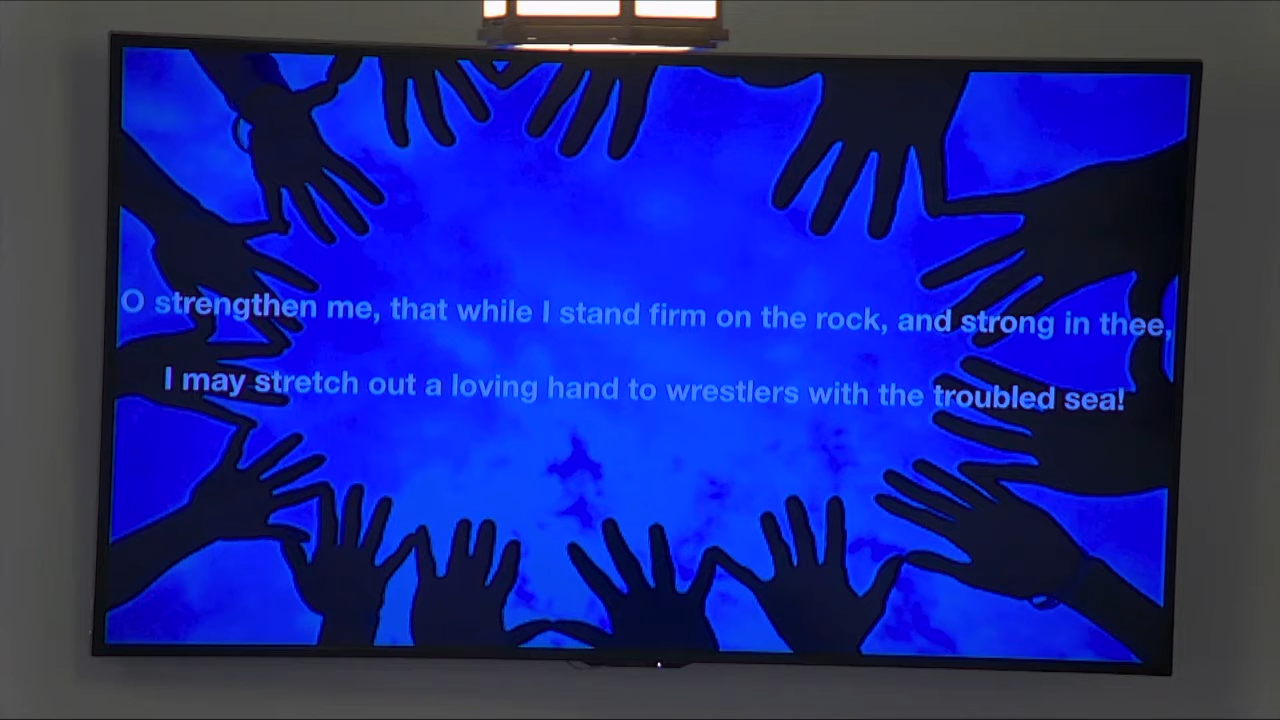 O strengthen me, that while I stand firm on the rock, and strong in thee,
I may stretch out a loving hand to wrestlers with the troubled sea!